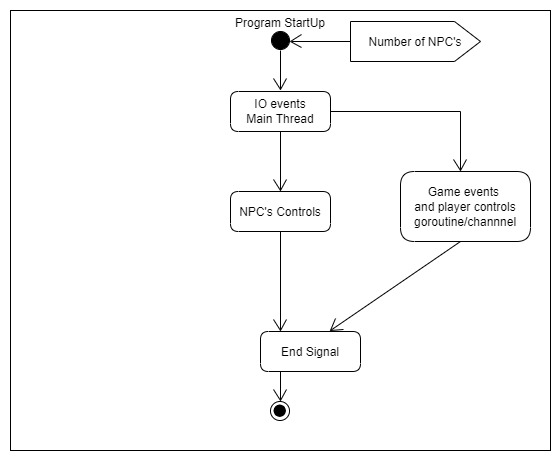 Program StartUp
Number of NPC's
IO events
Main Thread
NPC's Controls
Game events
and player controls
goroutine/channnel
End Signal